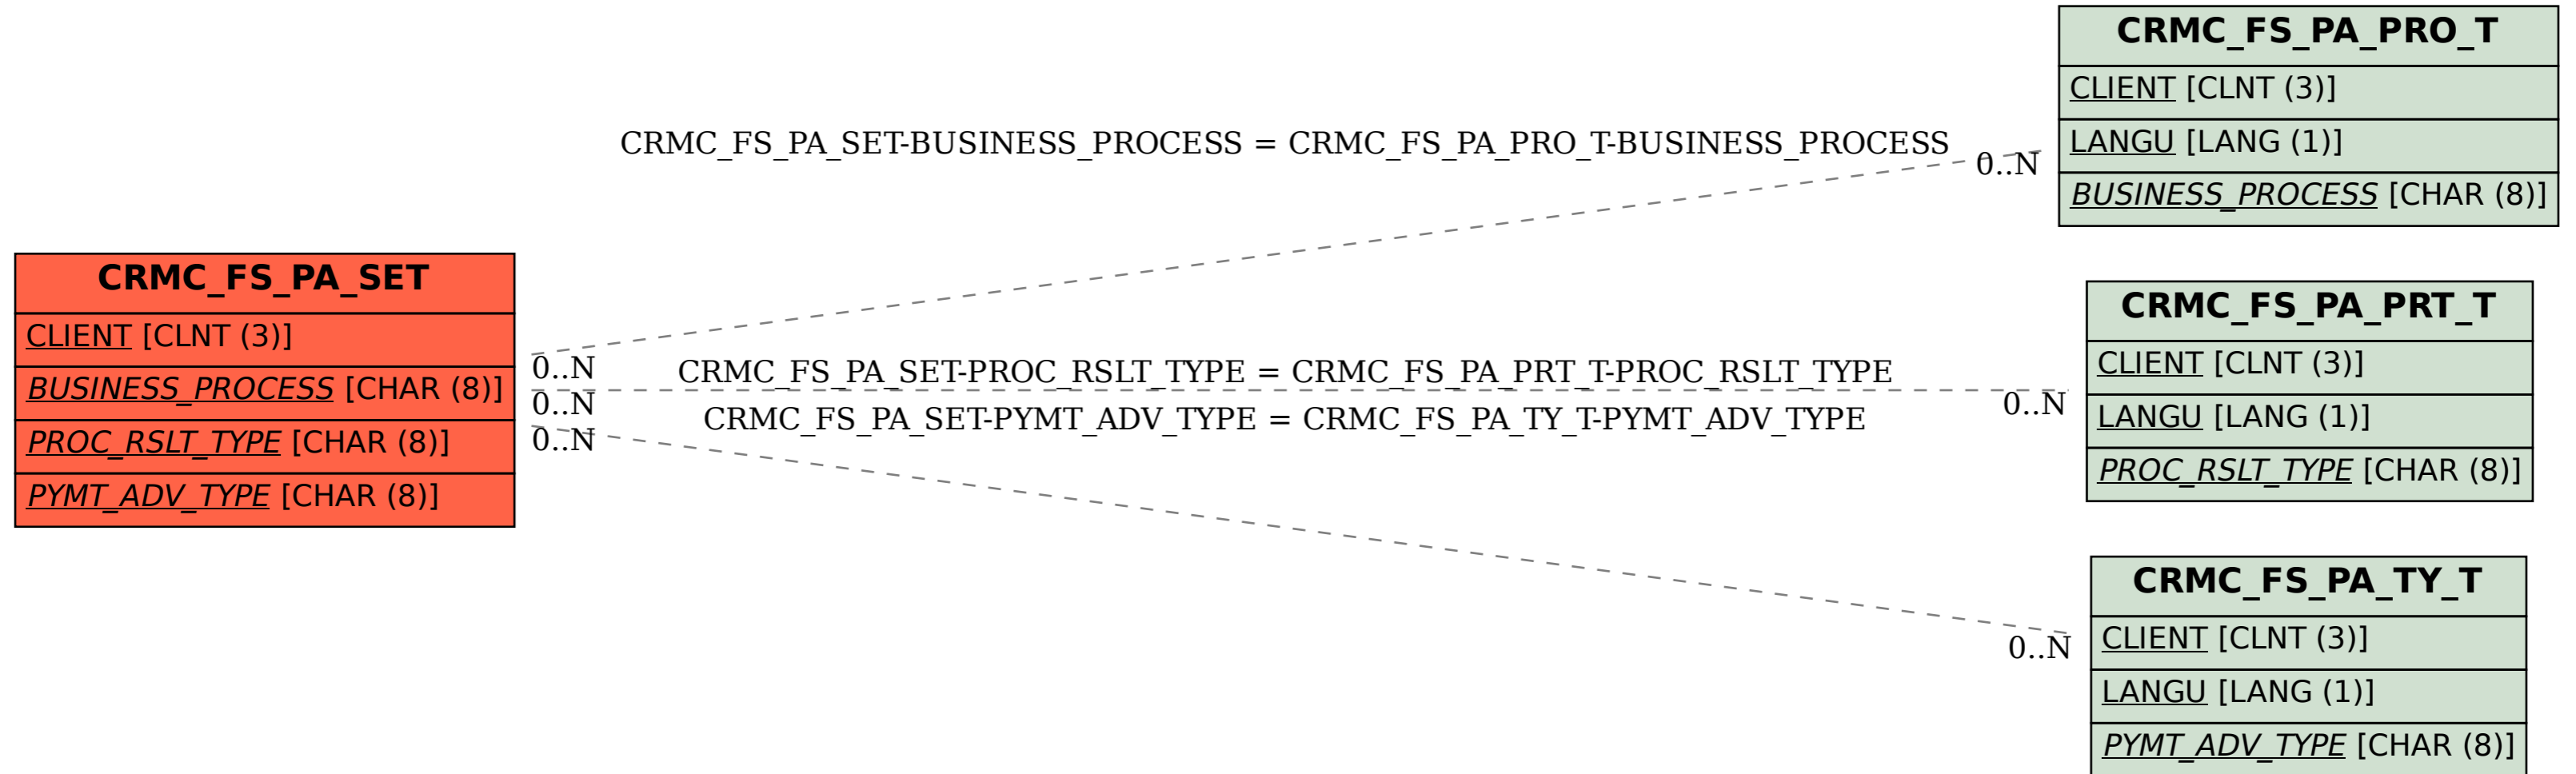 CRMC_FS_PA_SET
CLIENT [CLNT (3)]
BUSINESS_PROCESS [CHAR (8)]
PROC_RSLT_TYPE [CHAR (8)]
PYMT_ADV_TYPE [CHAR (8)]
CRMC_FS_PA_SET-BUSINESS_PROCESS = CRMC_FS_PA_PRO_T-BUSINESS_PROCESS
0..N
0..N
CRMC_FS_PA_SET-PROC_RSLT_TYPE = CRMC_FS_PA_PRT_T-PROC_RSLT_TYPE
0..N
0..N
CRMC_FS_PA_SET-PYMT_ADV_TYPE = CRMC_FS_PA_TY_T-PYMT_ADV_TYPE
0..N
0..N
CRMC_FS_PA_PRO_T
CLIENT [CLNT (3)]
LANGU [LANG (1)]
BUSINESS_PROCESS [CHAR (8)]
CRMC_FS_PA_PRT_T
CLIENT [CLNT (3)]
LANGU [LANG (1)]
PROC_RSLT_TYPE [CHAR (8)]
CRMC_FS_PA_TY_T
CLIENT [CLNT (3)]
LANGU [LANG (1)]
PYMT_ADV_TYPE [CHAR (8)]